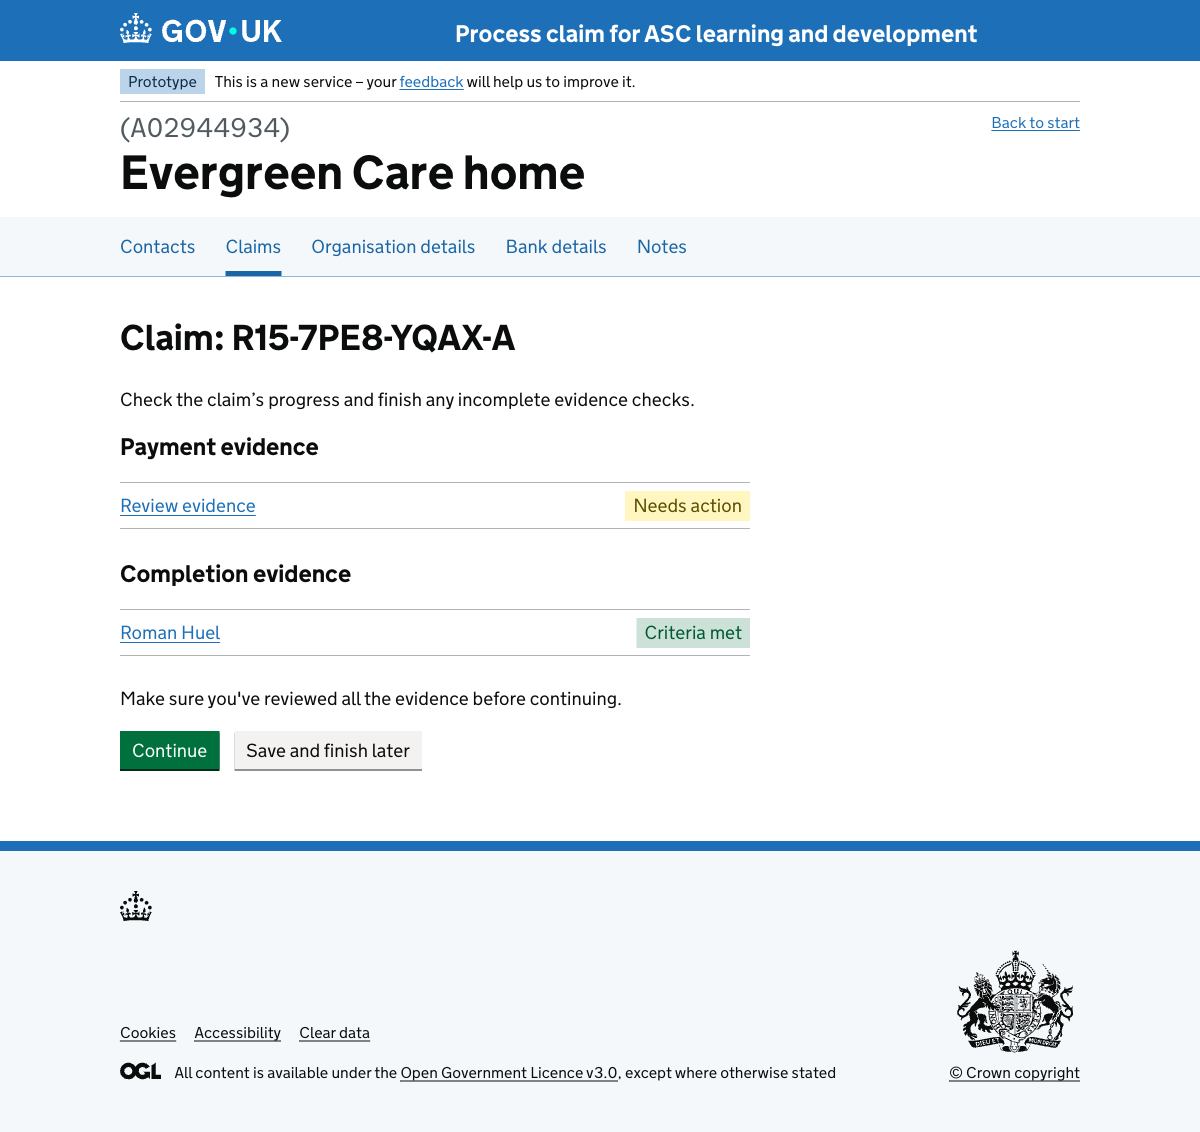 GOV•UK
Process claim for ASC learning and development
Prototype This is a new service – your feedback will help us to improve it.
(A02944934)
Back to start
Evergreen Care home
Contacts Claims Organisation details Bank details Notes
Claim: R15-7PE8-YQAX-A
Check the claim’s progress and finish any incomplete evidence checks.
Payment evidence
Review evidence Needs action
Completion evidence
Roman Huel Criteria met
Make sure you've reviewed all the evidence before continuing.
Continue Save and finish later
Cookies Accessibility Clear data
OGL All content is available under the Open Government Licence v3.0, except where otherwise stated
© Crown copyright